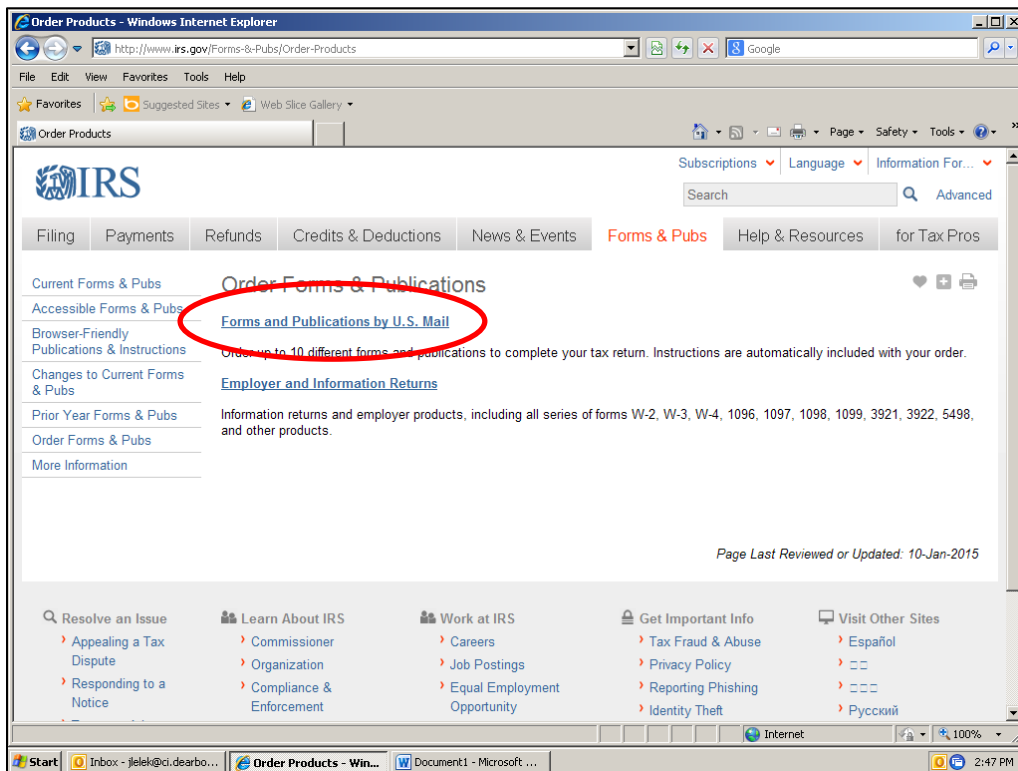 Order Products - Windows Internet Explorer
http://www.irs.gov/Forms-&-Pubs/Order-Products
Google
File Edit View Favorites Tools Help
Favorites Suggested Sites Web Slice Gallery
Order Products
Page Safety Tools »
Subscriptions Language Information For...
IRS
Search Advanced
Filing Payments Refunds Credits & Deductions News & Events Forms & Pubs Help & Resources for Tax Pros
Current Forms & Pubs
Accessible Forms & Pubs
Browser-Friendly
Publications & Instructions
Changes to Current Forms
& Pubs
Prior Year Forms & Pubs
Order Forms & Pubs
More Information
Order Forms & Publications
Forms and Publications by U.S. Mail
Order up to 10 different forms and publications to complete your tax return. Instructions are automatically included with your order.
Employer and Information Returns
Information returns and employer products, including all series of forms W-2, W-3, W-4, 1096, 1097, 1098, 1099, 3921, 3922, 5498,
and other products.
Page Last Reviewed or Updated: 10-Jan-2015
Resolve an Issue
Appealing a Tax
Dispute
Responding to a
Notice
Learn About IRS
Commissioner
Organization
Compliance &
Enforcement
Work at IRS
Careers
Job Postings
Equal Employment
Opportunity
Get Important Info
Tax Fraud & Abuse
Privacy Policy
Reporting Phishing
Identity Theft
Visit Other Sites
Español
Русский
Internet 100%
Start Inbox - jlelek@ci.dearbo... Order Products - Win... Document1 - Microsoft ... 2:47 PM